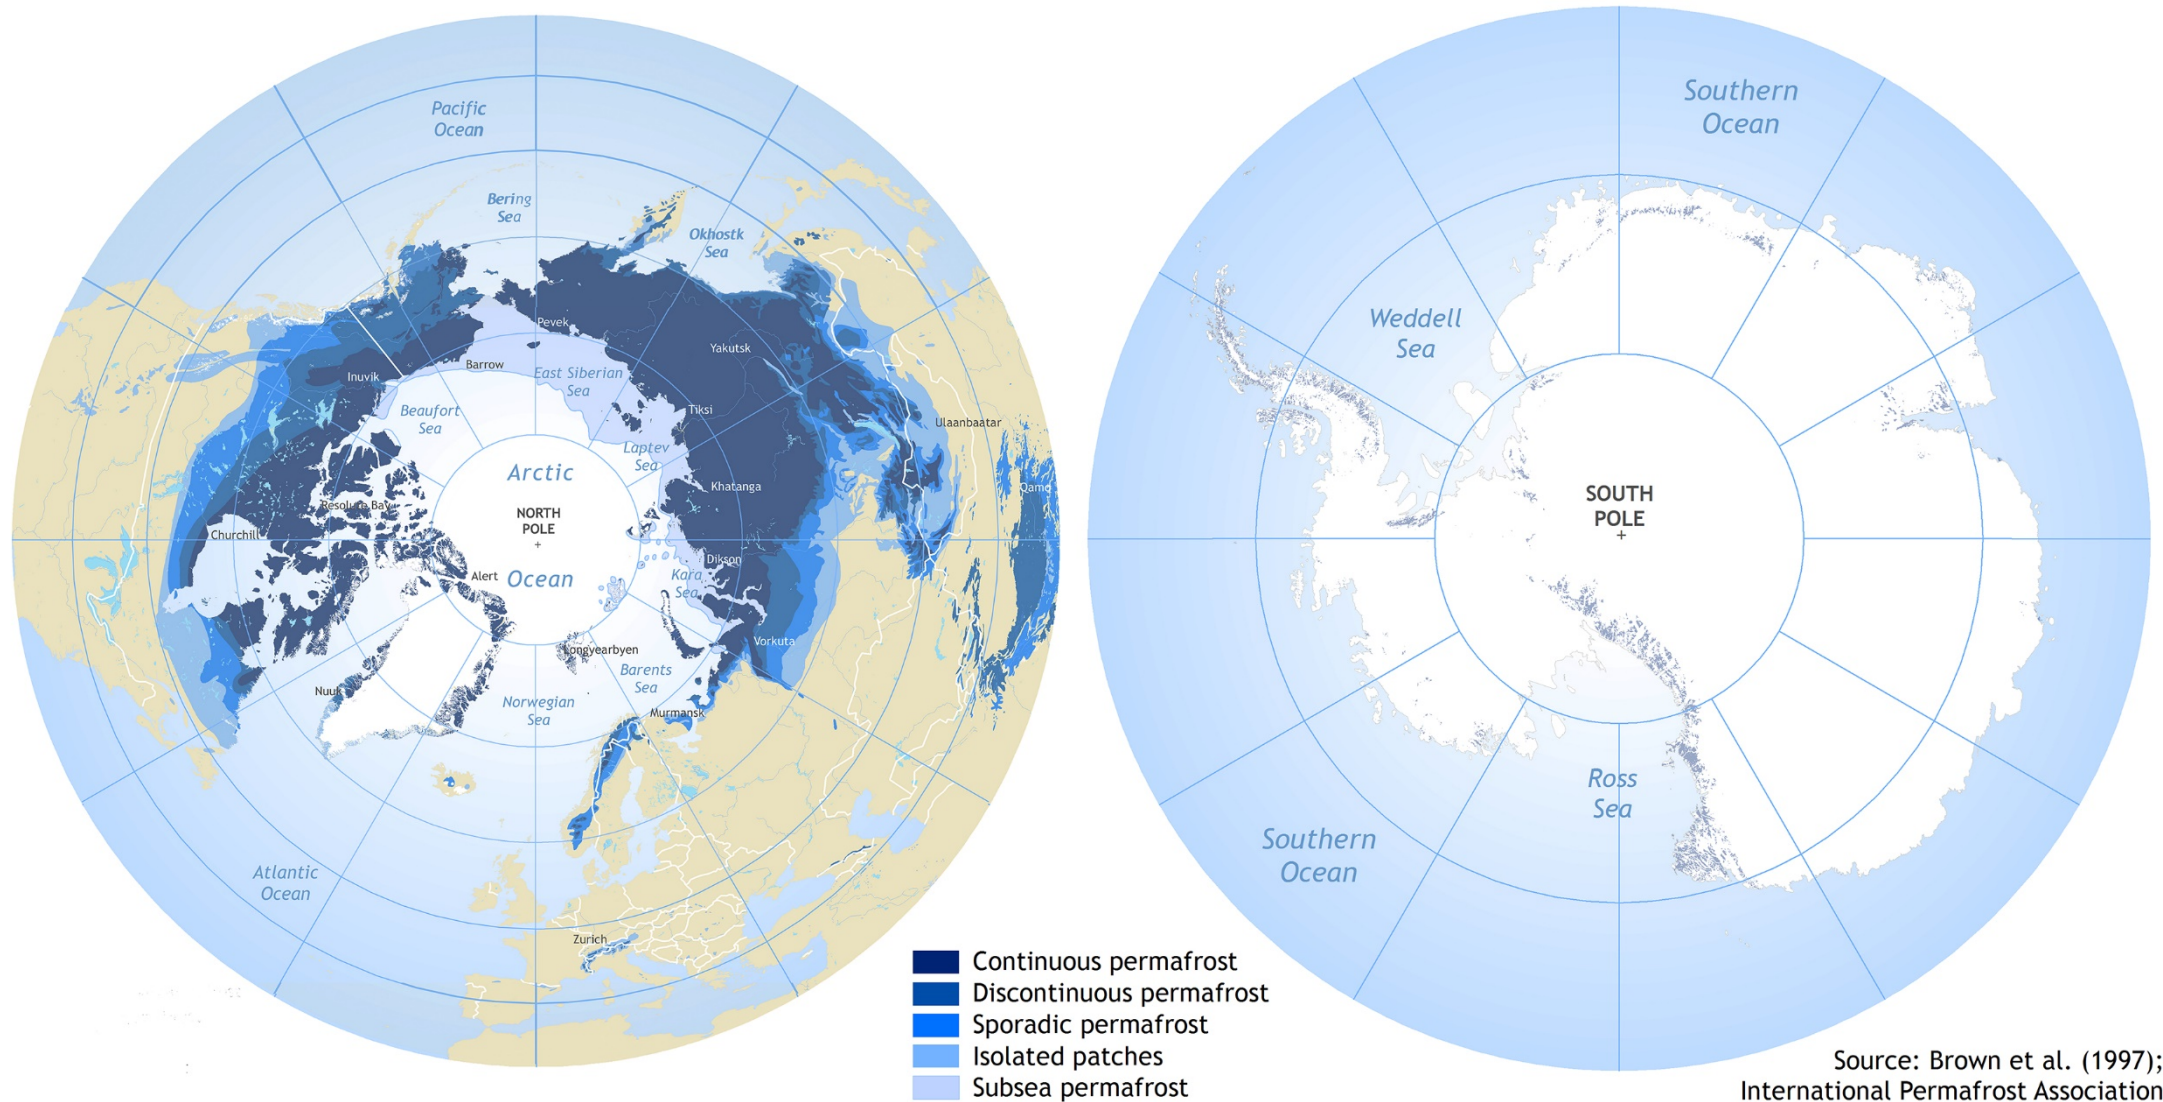 Pacific
Ocean
Bering
Sea
Okhostk
Sea
Pevek
Yakutsk
Barrow
East Siberian
Sea
Inuvik
Beaufort
Sea
Tiksi
Ulaanbaatar
Laptev
Sea
Arctic
Khatanga
Qamd
Resolute Bay
NORTH
POLE
+
Churchill
Dikson
Alert
Ocean
Kara
Sea
Vorkuta
Longyearbyen
Barents
Sea
Nuuk
Norwegian
Sea
Murmansk
Atlantic
Ocean
Zurich
Southern
Ocean
Weddell
Sea
SOUTH
POLE
+
Ross
Sea
Southern
Ocean
Continuous permafrost
Discontinuous permafrost
Sporadic permafrost
Isolated patches
Subsea permafrost
Source: Brown et al. (1997);
International Permafrost Association